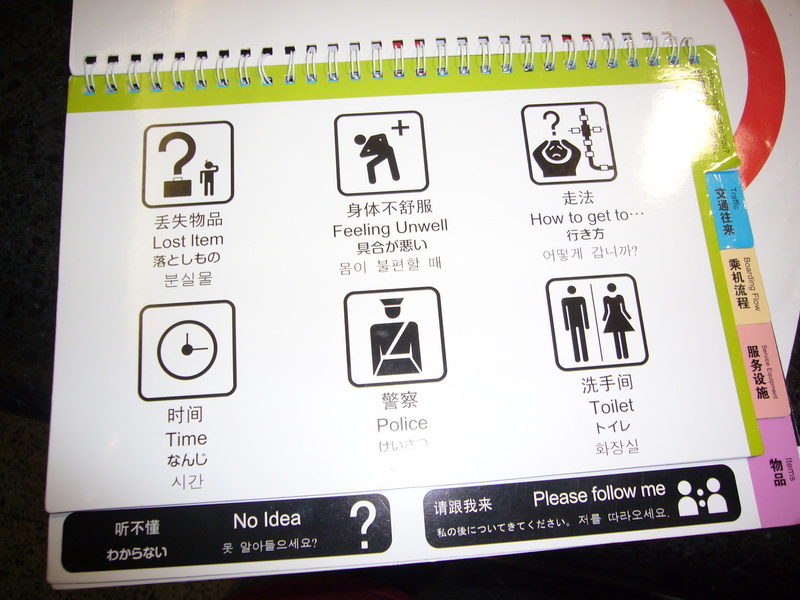 丢失物品
Lost Item
落としもの
분실물
身体不舒服
Feeling Unwell
具合が悪い
몸이 불편할 때
走法
How to get to…
行き方
어떻게 갑니까?
时间
Time
なんじ
시간
警察
Police
けいさつ
洗手间
Toilet
トイレ
화장실
Traffic
交通往来
Boarding Flow
乘机流程
Service Equipment
服务设施
Items
物品
听不懂
No Idea
わからない
못 알아들으세요?
请跟我来
Please follow me
私の後についてきてください。 저를 따라오세요.